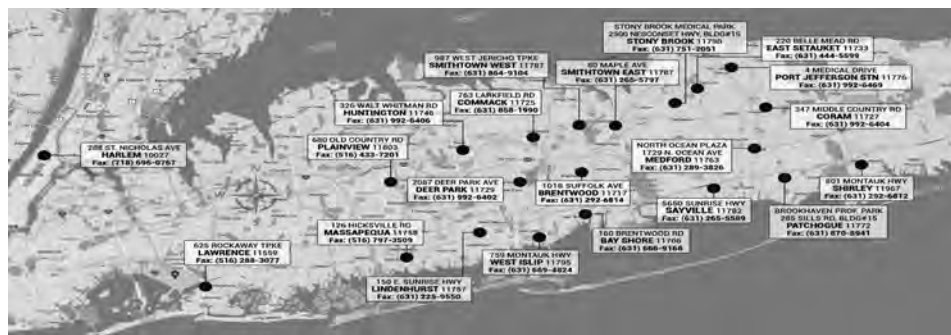 STONY BROOK MEDICAL PARK
2500 NESCONSET HWY, BLDG#15
STONY BROOK 11790
Fax: (631) 751-2051
220 BELLE MEAD RD
EAST SETAUKET 11733
Fax: (631) 444-5599
987 WEST JERICHO TPKE
SMITHTOWN WEST 11787
Fax: (631) 864-9104
60 MAPLE AVE
SMITHTOWN EAST 11787
Fax: (631) 265-5797
4 MEDICAL DRIVE
PORT JEFFERSON STN 11776
Fax: (631) 992-6469
763 LARKFIELD RD
COMMACK 11725
Fax: (631) 858-1990
325 WALT WHITMAN RD
HUNTINGTON 11746
Fax: (631) 992-6406
347 MIDDLE COUNTRY RD
CORAM 11727
Fax: (631) 992-6404
680 OLD COUNTRY RD
PLAINVIEW 11803
Fax: (516) 433-7201
288 ST. NICHOLAS AVE
HARLEM 10027
Fax: (718) 696-9767
NORTH OCEAN PLAZA
1729 N. OCEAN AVE
MEDFORD 11763
Fax: (631) 289-3826
2087 DEER PARK AVE
DEER PARK 11729
Fax: (631) 992-6402
1016 SUFFOLK AVE
BRENTWOOD 11717
Fax: (631) 292-6814
801 MONTAUK HWY
SHIRLEY 11967
Fax: (631) 292-6812
5650 SUNRISE HWY
SAYVILLE 11782
Fax: (631) 265-5589
BROOKHAVEN PROF. PARK
285 SILLS RD, BLDG#15
PATCHOGUE 11772
Fax: (631) 870-8941
126 HICKSVILLE RD
MASSAPEQUA 11758
Fax: (516) 797-3509
160 BRENTWOOD RD
BAY SHORE 11706
Fax: (631) 666-9168
625 ROCKAWAY TPKE
LAWRENCE 11559
Fax: (516) 288-3077
759 MONTAUK HWY
WEST ISLIP 11795
Fax: (631) 669-4824
150 E. SUNRISE HWY
LINDENHURST 11757
Fax: (631) 225-9550